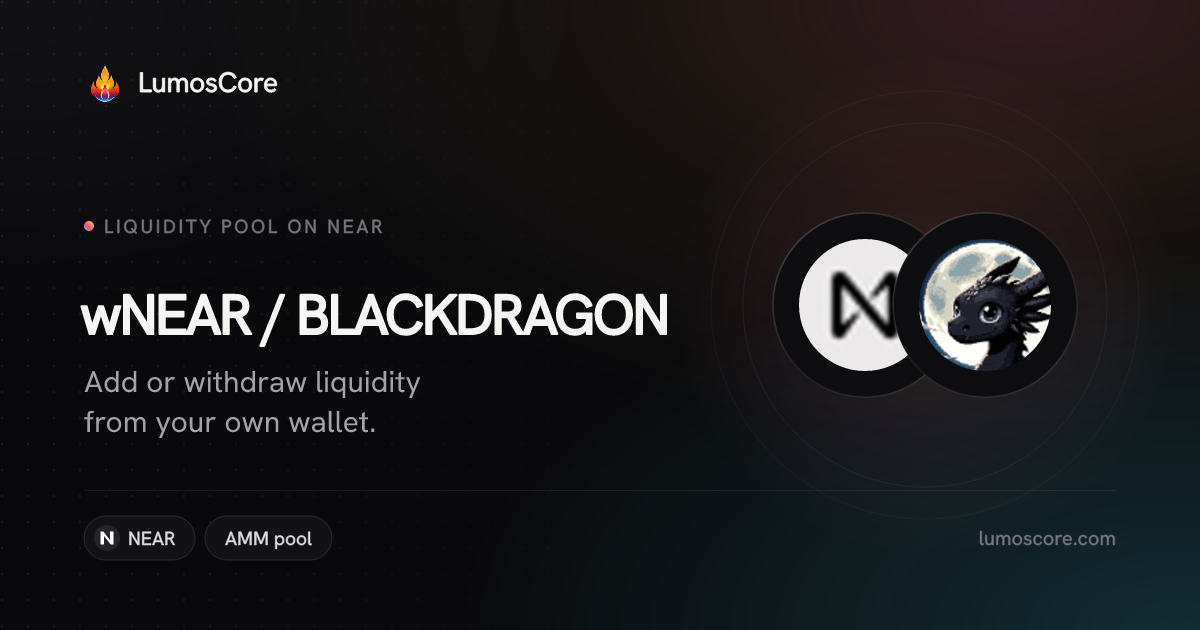 LumosCore
LIQUIDITY POOL ON NEAR
wNEAR / BLACKDRAGON
Add or withdraw liquidity
from your own wallet.
NEAR
AMM pool
lumoscore.com